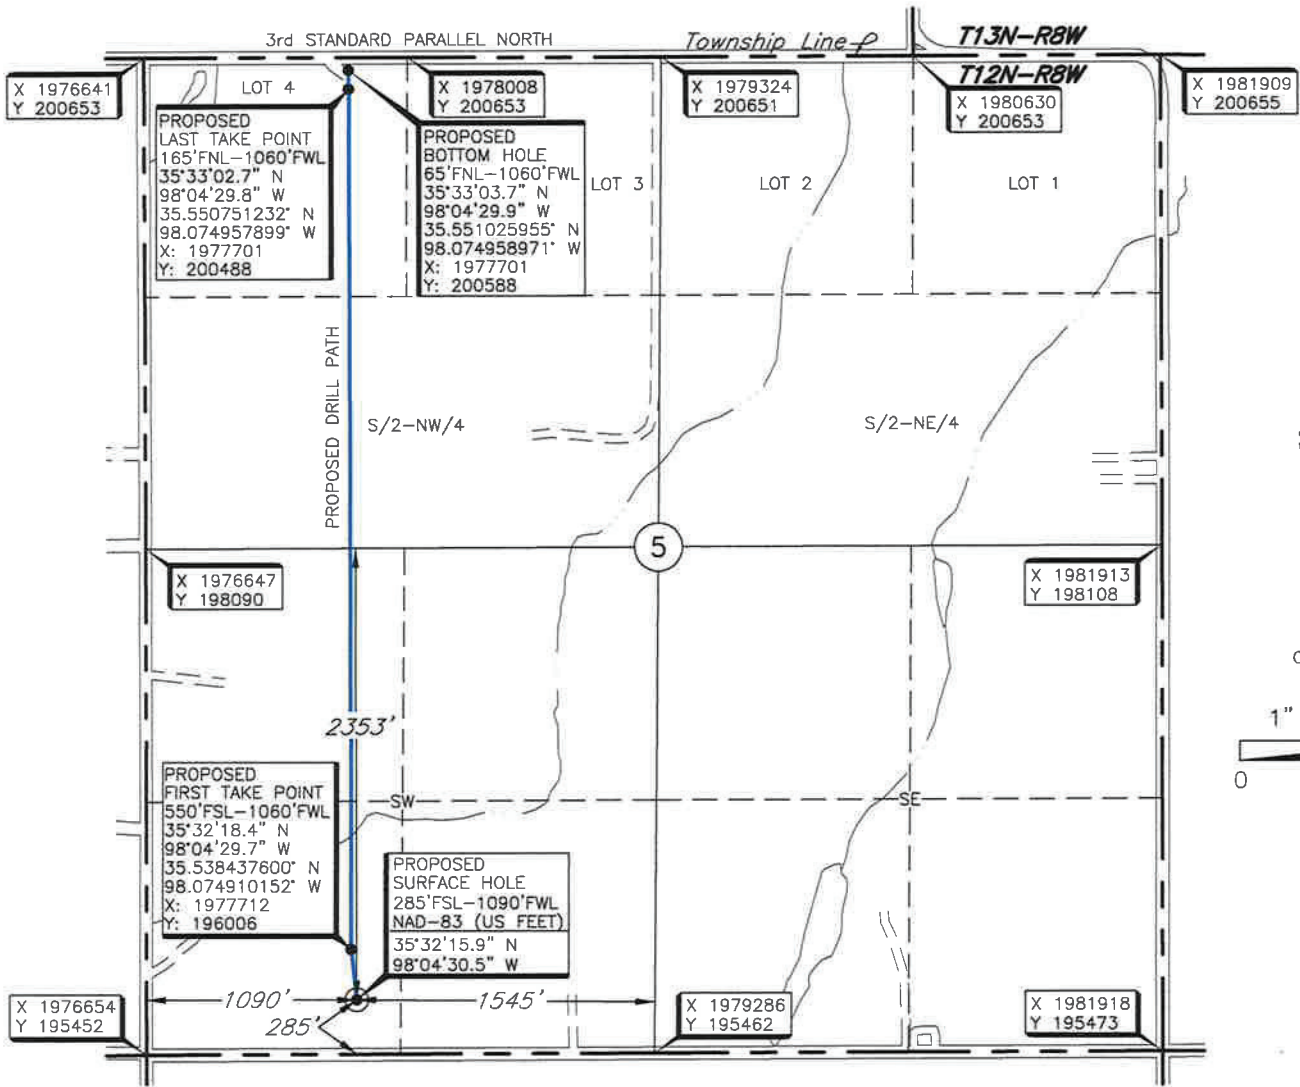 3rd STANDARD PARALLEL NORTH
Township Line
T13N-R8W
T12N-R8W
X 1976641
Y 200653
LOT 4
X 1978008
Y 200653
X 1979324
Y 200651
X 1980630
Y 200653
X 1981909
Y 200655
PROPOSED
LAST TAKE POINT
165'FNL-1060'FWL
35°33'02.7" N
98°04'29.8" W
35.550751232° N
98.074957899° W
X: 1977701
Y: 200488
PROPOSED
BOTTOM HOLE
65'FNL-1060'FWL
35°33'03.7" N
98°04'29.9" W
35.551025955° N
98.074958971° W
X: 1977701
Y: 200588
LOT 3
LOT 2
LOT 1
PROPOSED DRILL PATH
S/2-NW/4
S/2-NE/4
5
X 1976647
Y 198090
X 1981913
Y 198108
2353'
1"
0
PROPOSED
FIRST TAKE POINT
550'FSL-1060'FWL
35°32'18.4" N
98°04'29.7" W
35.538437600° N
98.074910152° W
X: 1977712
Y: 196006
SW
SE
PROPOSED
SURFACE HOLE
285'FSL-1090'FWL
NAD-83 (US FEET)
35°32'15.9" N
98°04'30.5" W
1090'
1545'
285'
X 1976654
Y 195452
X 1979286
Y 195462
X 1981918
Y 195473